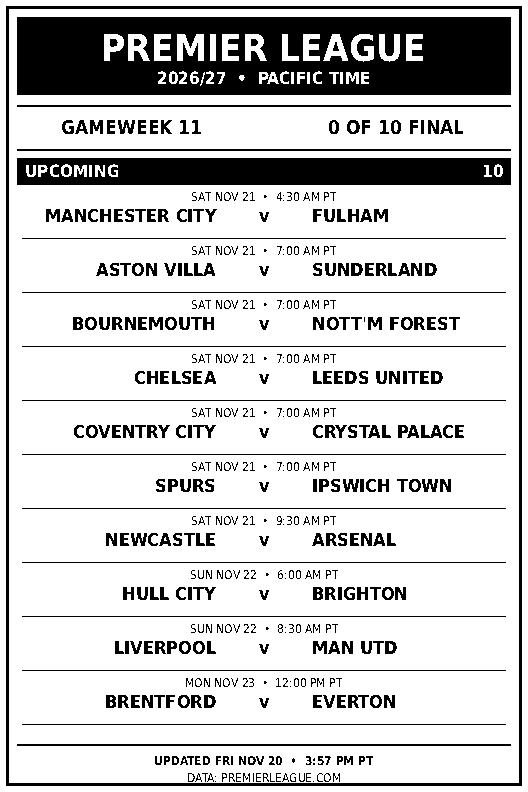 PREMIER LEAGUE
2026/27 • PACIFIC TIME
GAMEWEEK 11 0 OF 10 FINAL
UPCOMING 10
SAT NOV 21 • 4:30 AM PT
MANCHESTER CITY v FULHAM
SAT NOV 21 • 7:00 AM PT
ASTON VILLA v SUNDERLAND
SAT NOV 21 • 7:00 AM PT
BOURNEMOUTH v NOTT'M FOREST
SAT NOV 21 • 7:00 AM PT
CHELSEA v LEEDS UNITED
SAT NOV 21 • 7:00 AM PT
COVENTRY CITY v CRYSTAL PALACE
SAT NOV 21 • 7:00 AM PT
SPURS v IPSWICH TOWN
SAT NOV 21 • 9:30 AM PT
NEWCASTLE v ARSENAL
SUN NOV 22 • 6:00 AM PT
HULL CITY v BRIGHTON
SUN NOV 22 • 8:30 AM PT
LIVERPOOL v MAN UTD
MON NOV 23 • 12:00 PM PT
BRENTFORD v EVERTON
UPDATED FRI NOV 20 • 3:57 PM PT
DATA: PREMIERLEAGUE.COM